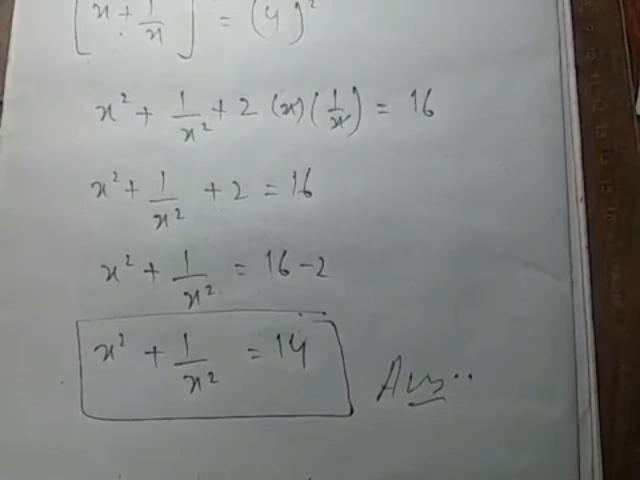 [x + 1/x] = (4)²
x² + 1/x² + 2 (x)(1/x) = 16
x² + 1/x² + 2 = 16
x² + 1/x² = 16 - 2
x² + 1/x² = 14
Ans..